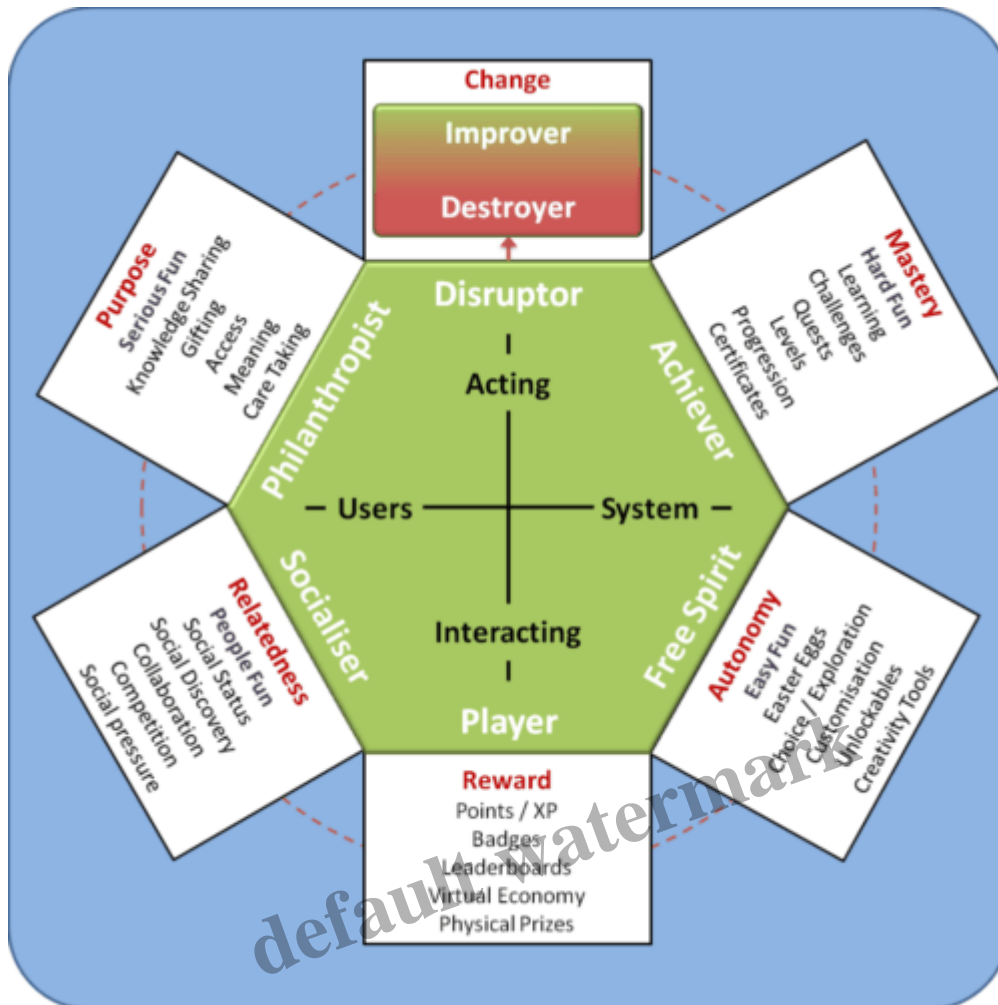 Change
Improver
Destroyer
Purpose
Serious Fun
Knowledge Sharing
Gifting
Access
Meaning
Care Taking
Mastery
Hard Fun
Learning
Challenges
Quests
Levels
Progression
Certificates
Disruptor
Philanthropist
Achiever
Acting
Users
System
Interacting
Socialiser
Free Spirit
Player
Relatedness
People Fun
Social Status
Social Discovery
Collaboration
Competition
Social pressure
Autonomy
Easy Fun
Easter Eggs
Choice / Exploration
Customisation
Unlockables
Creativity Tools
Reward
Points / XP
Badges
Leaderboards
Virtual Economy
Physical Prizes
default watermark